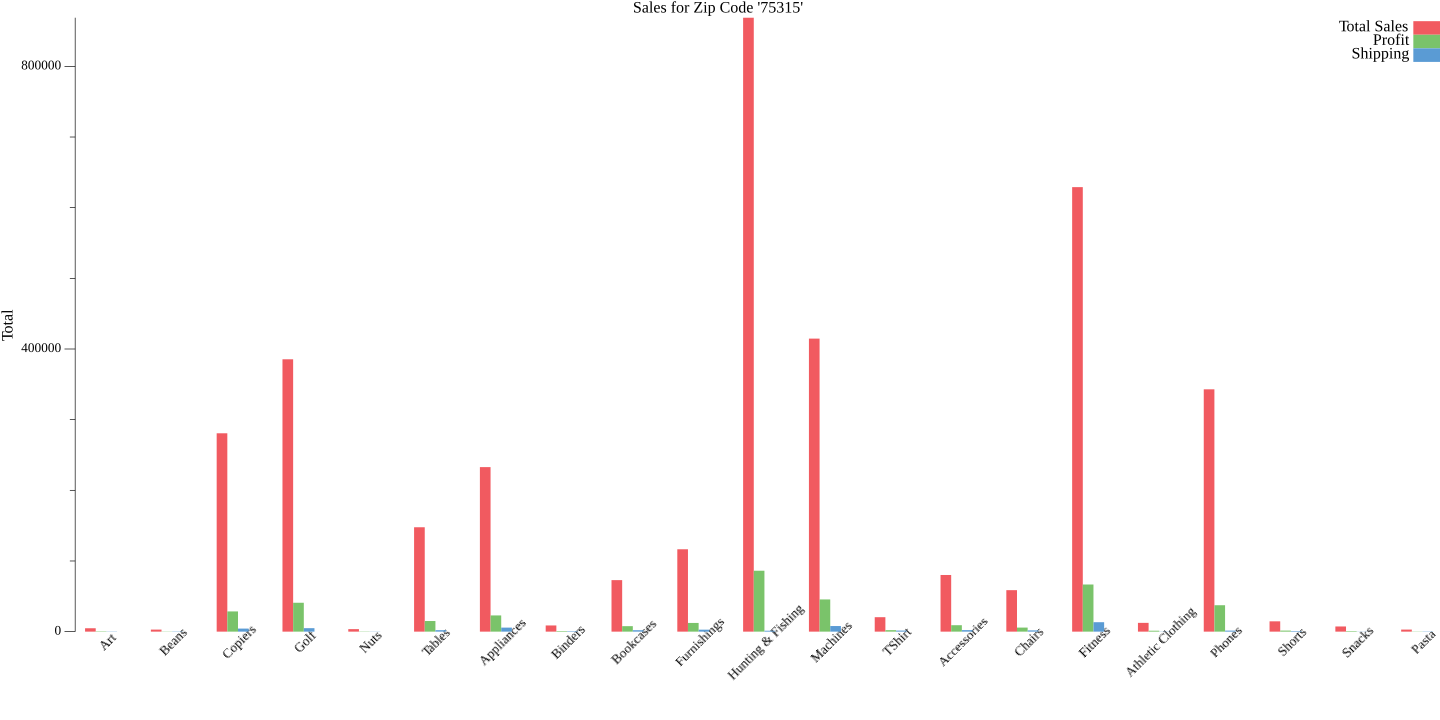 Sales for Zip Code '75315'
Total Sales
Profit
Shipping
Total
800000
400000
0
Art
Beans
Copiers
Golf
Nuts
Tables
Appliances
Binders
Bookcases
Furnishings
Hunting & Fishing
Machines
TShirt
Accessories
Chairs
Fitness
Athletic Clothing
Phones
Shorts
Snacks
Pasta